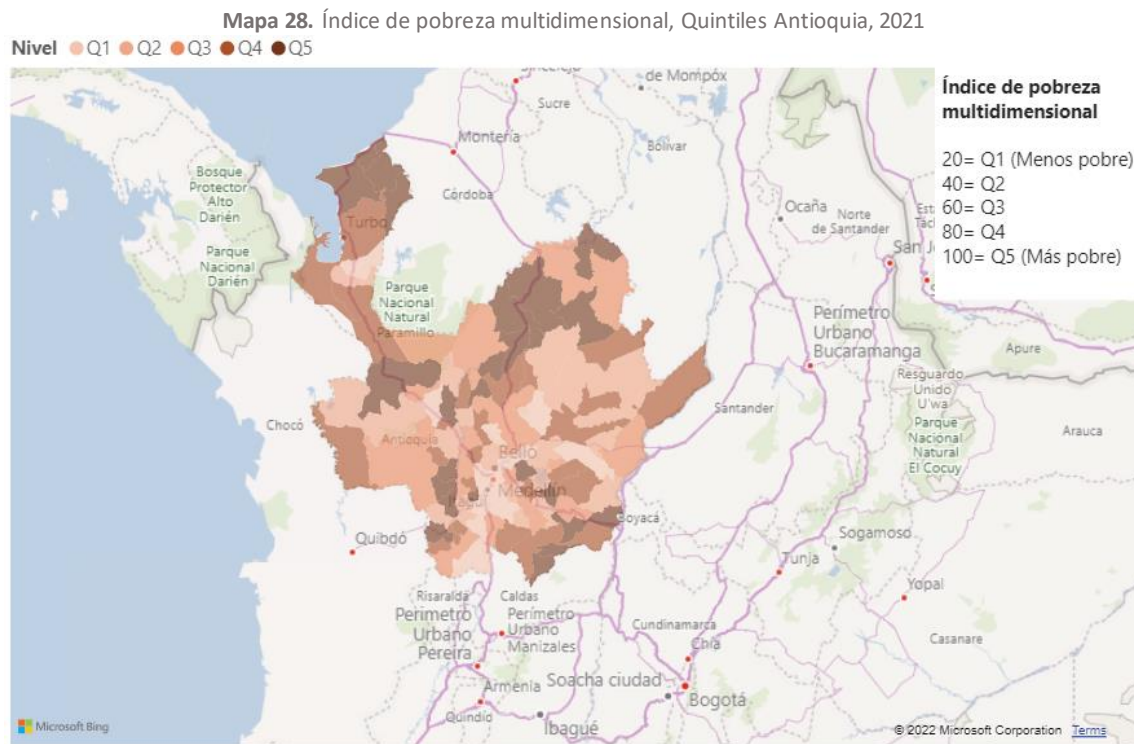 Mapa 28. Índice de pobreza multidimensional, Quintiles Antioquia, 2021
Nivel Q1 Q2 Q3 Q4 Q5
Índice de pobreza
multidimensional
20= Q1 (Menos pobre)
40= Q2
60= Q3
80= Q4
100= Q5 (Más pobre)
de Mompóx
Sucre
Montería
Bolívar
Córdoba
Bosque
Protector
Alto
Darién
Parque
Nacional
Darién
Turbo
Ocaña
Norte
de Santander
Parque
Nacional
Natural
Paramillo
Perímetro
Urbano
Bucaramanga
Apure
Resguardo
Unido
U'wa
Parque
Nacional
Natural
El Cocuy
Arauca
Santander
Chocó
Antioquia
Bello
Medellín
Boyacá
Quibdó
Sogamoso
Tunja
Yopal
Risaralda
Caldas
Perimetro
Urbano
Pereira
Perímetro
Urbano
Manizales
Cundinamarca
Chía
Casanare
Armenia
Soacha ciudad
Bogotá
Quindío
Ibagué
Microsoft Bing
© 2022 Microsoft Corporation Terms